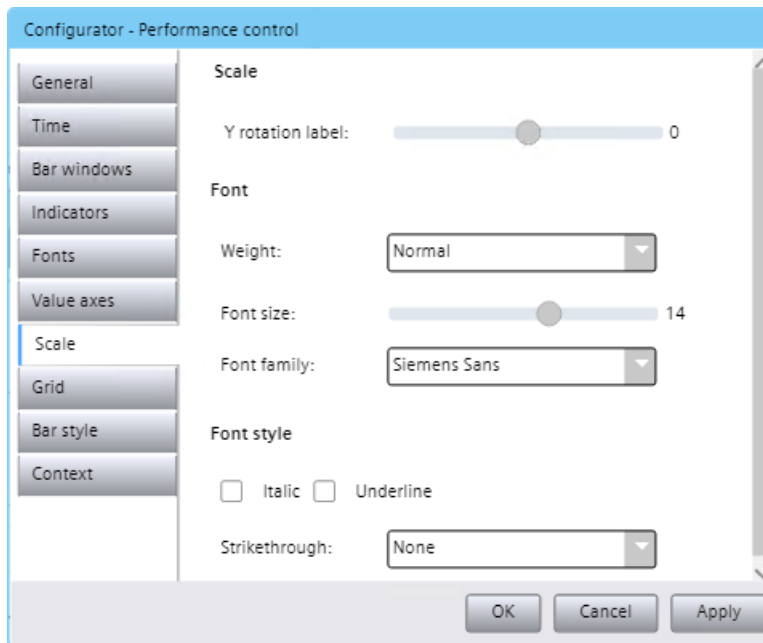 Configurator - Performance control
General
Time
Bar windows
Indicators
Fonts
Value axes
Scale
Grid
Bar style
Context
Scale
Y rotation label: 0
Font
Weight: Normal
Font size: 14
Font family: Siemens Sans
Font style
Italic Underline
Strikethrough: None
OK Cancel Apply